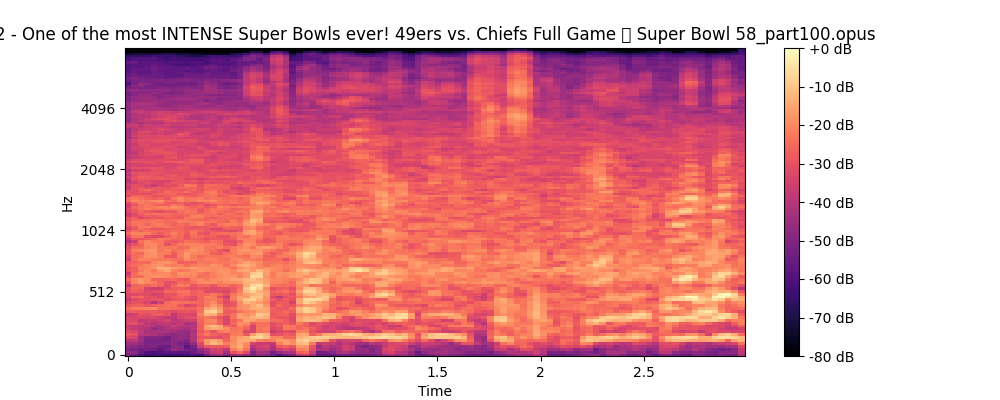 2 - One of the most INTENSE Super Bowls ever! 49ers vs. Chiefs Full Game Super Bowl 58_part100.opus
+0 dB
-10 dB
-20 dB
-30 dB
-40 dB
-50 dB
-60 dB
-70 dB
-80 dB
4096
2048
1024
512
0
Hz
0
0.5
1
1.5
2
2.5
Time